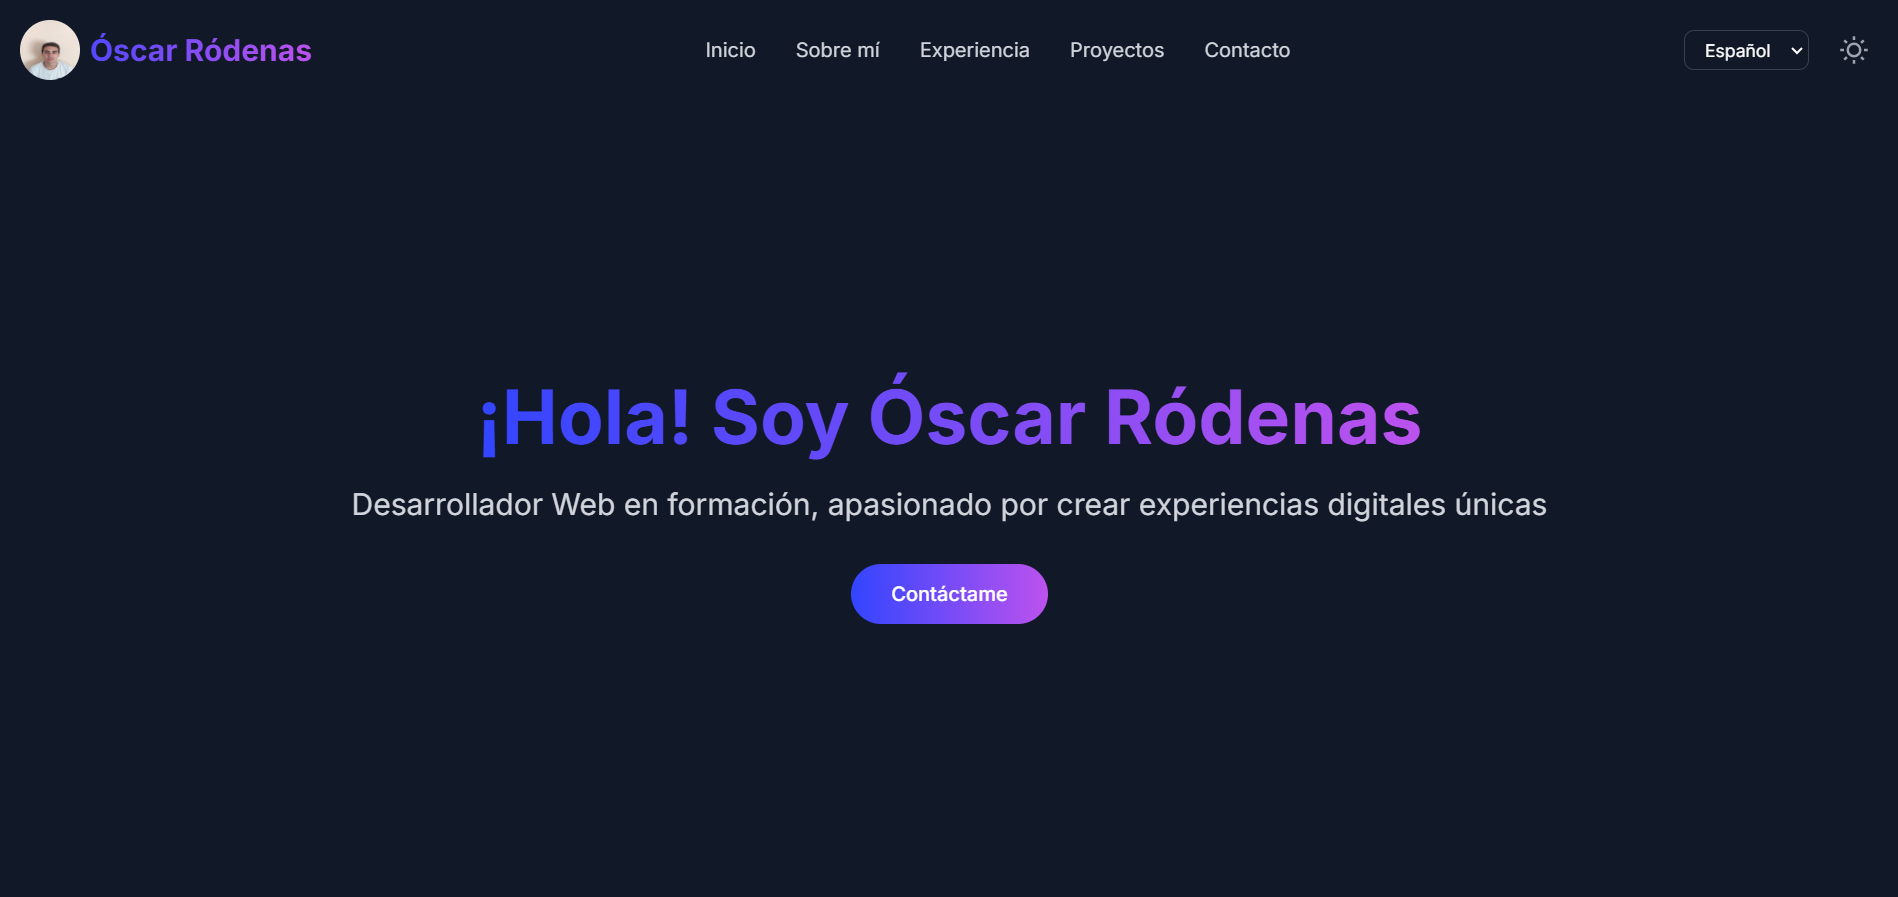 Óscar Ródenas
Inicio
Sobre mí
Experiencia
Proyectos
Contacto
Español
¡Hola! Soy Óscar Ródenas
Desarrollador Web en formación, apasionado por crear experiencias digitales únicas
Contáctame